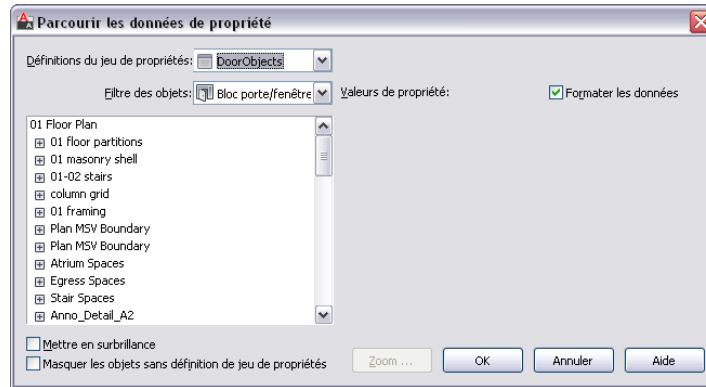 Parcourir les données de propriété
Définitions du jeu de propriétés: DoorObjects
Filtre des objets: Bloc porte/fenêtre Valeurs de propriété: Formater les données
01 Floor Plan
01 floor partitions
01 masonry shell
01-02 stairs
column grid
01 framing
Plan MSV Boundary
Plan MSV Boundary
Atrium Spaces
Egress Spaces
Stair Spaces
Anno_Detail_A2
Mettre en surbrillance
Masquer les objets sans définition de jeu de propriétés
Zoom ... OK Annuler Aide